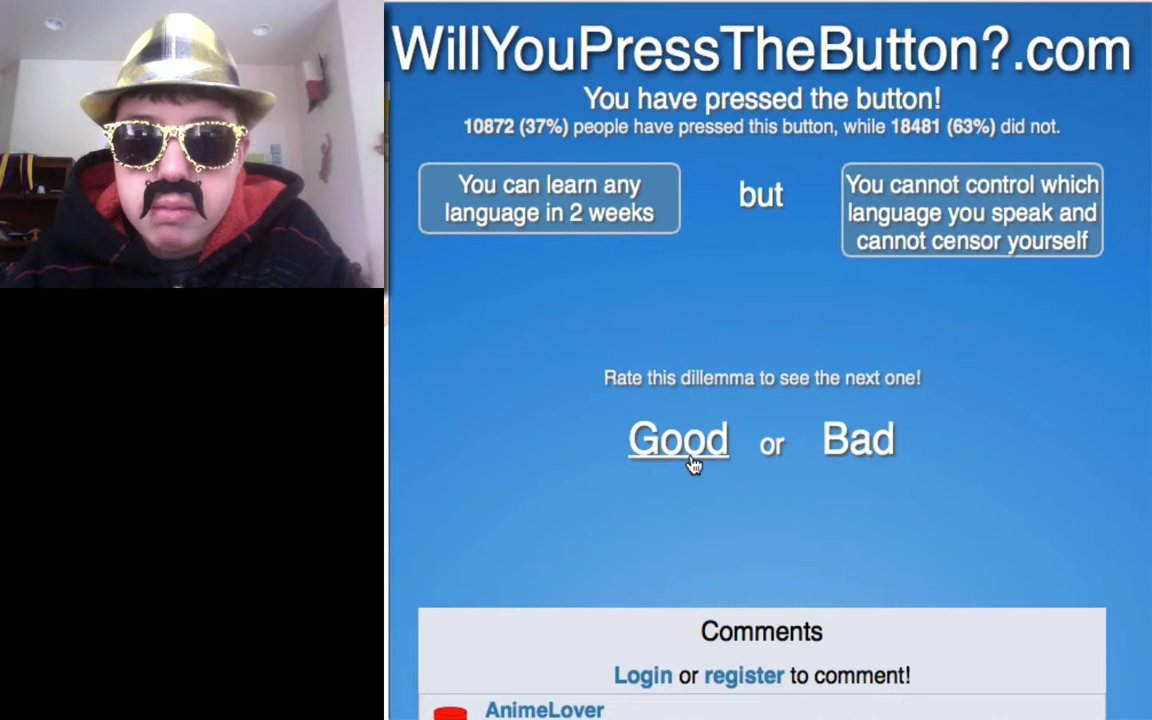 WillYouPressTheButton?.com
You have pressed the button!
10872 (37%) people have pressed this button, while 18481 (63%) did not.
You can learn any
language in 2 weeks
but
You cannot control which
language you speak and
cannot censor yourself
Rate this dillemma to see the next one!
Good or Bad
Comments
Login or register to comment!
AnimeLover